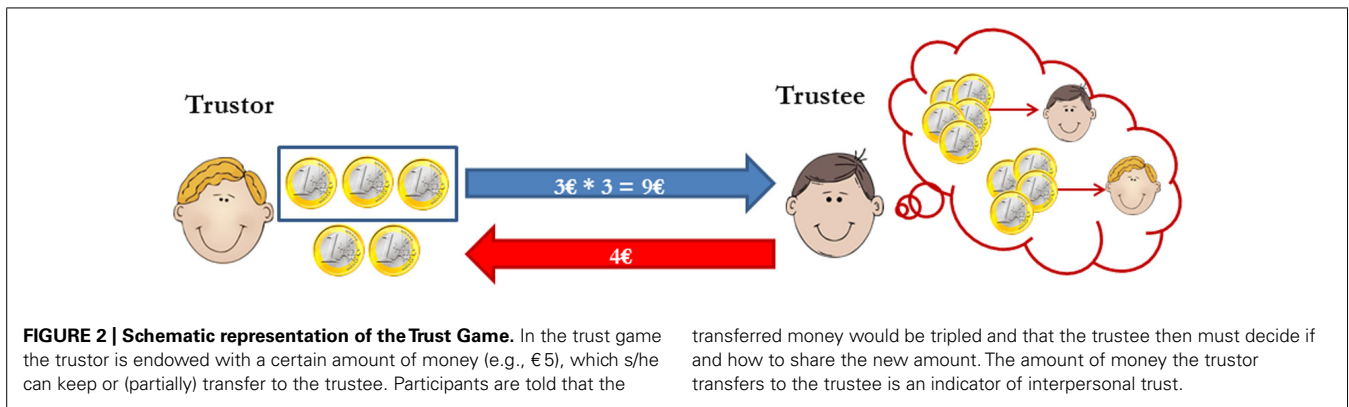 Trustor
Trustee
3€ * 3 = 9€
4€
FIGURE 2 | Schematic representation of the Trust Game. In the trust game
the trustor is endowed with a certain amount of money (e.g., €5), which s/he
can keep or (partially) transfer to the trustee. Participants are told that the
transferred money would be tripled and that the trustee then must decide if
and how to share the new amount. The amount of money the trustor
transfers to the trustee is an indicator of interpersonal trust.